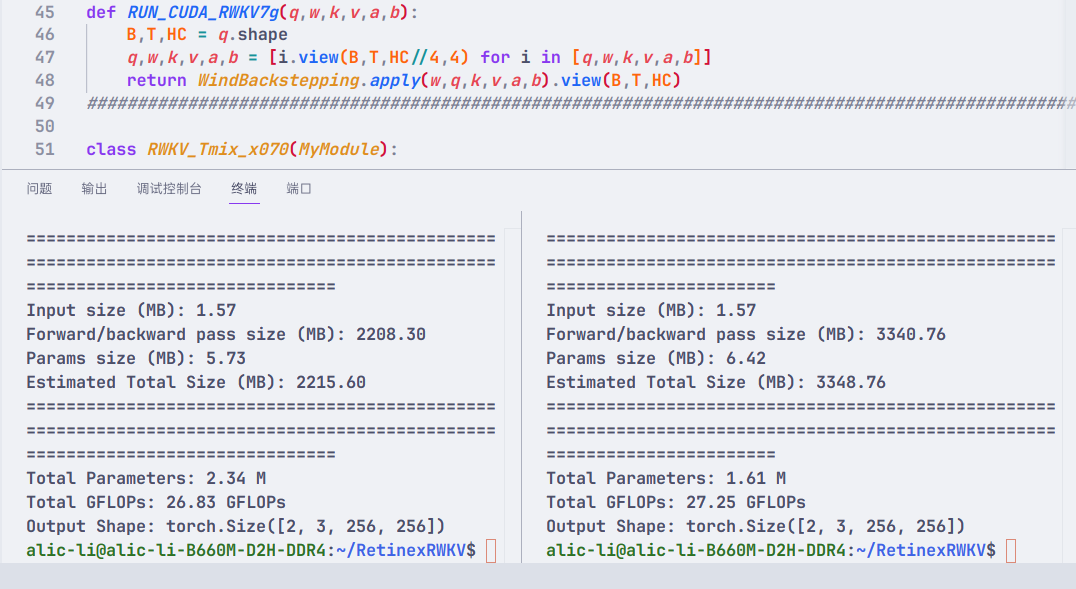 45 def RUN_CUDA_RWKV7g(q,w,k,v,a,b):
46 B,T,HC = q.shape
47 q,w,k,v,a,b = [i.view(B,T,HC//4,4) for i in [q,w,k,v,a,b]]
48 return WindBackstepping.apply(w,q,k,v,a,b).view(B,T,HC)
49 ##################################################################################################
50
51 class RWKV_Tmix_x070(MyModule):
问题 输出 调试控制台 终端 端口
===============================================
===============================================
===============================
Input size (MB): 1.57
Forward/backward pass size (MB): 2208.30
Params size (MB): 5.73
Estimated Total Size (MB): 2215.60
===============================================
===============================================
===============================
Total Parameters: 2.34 M
Total GFLOPs: 26.83 GFLOPs
Output Shape: torch.Size([2, 3, 256, 256])
alic-li@alic-li-B660M-D2H-DDR4:~/RetinexRWKV$
===================================================
===================================================
=======================
Input size (MB): 1.57
Forward/backward pass size (MB): 3340.76
Params size (MB): 6.42
Estimated Total Size (MB): 3348.76
===================================================
===================================================
=======================
Total Parameters: 1.61 M
Total GFLOPs: 27.25 GFLOPs
Output Shape: torch.Size([2, 3, 256, 256])
alic-li@alic-li-B660M-D2H-DDR4:~/RetinexRWKV$